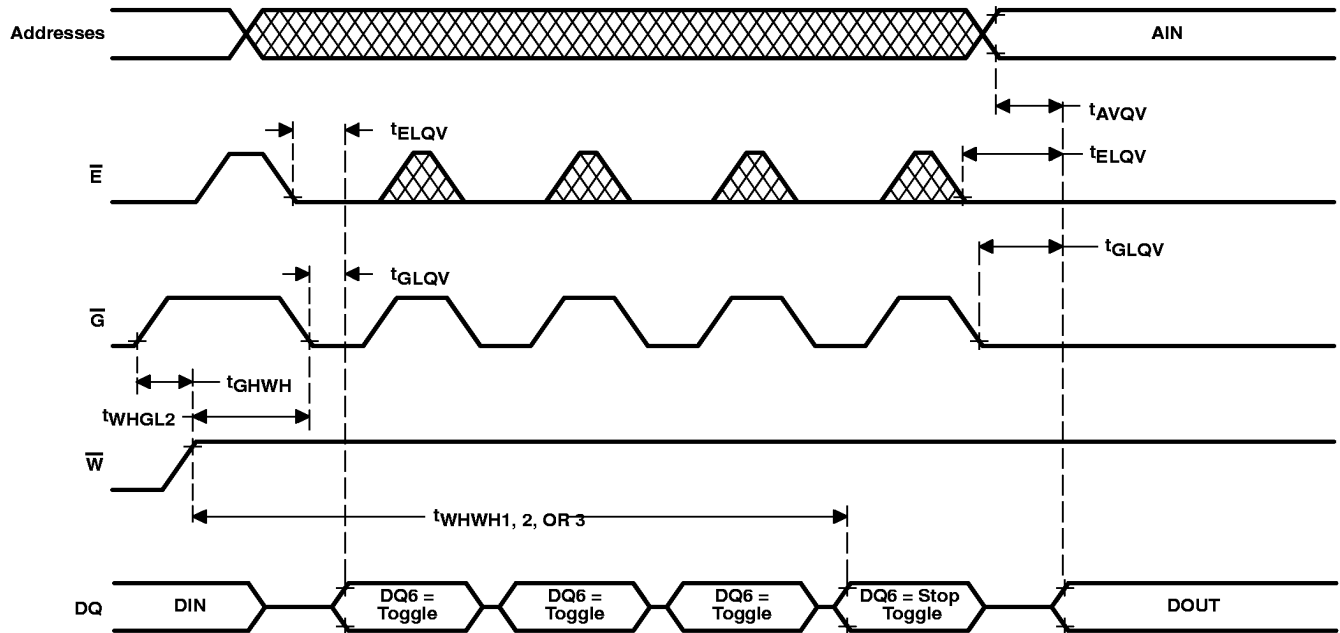 Addresses
AIN
tAVQV
tELQV
tELQV
E
tGLQV
tGLQV
G
tGHWH
tWHGL2
W
tWHWH1, 2, OR 3
DQ
DIN
DQ6 =
Toggle
DQ6 =
Toggle
DQ6 =
Toggle
DQ6 = Stop
Toggle
DOUT